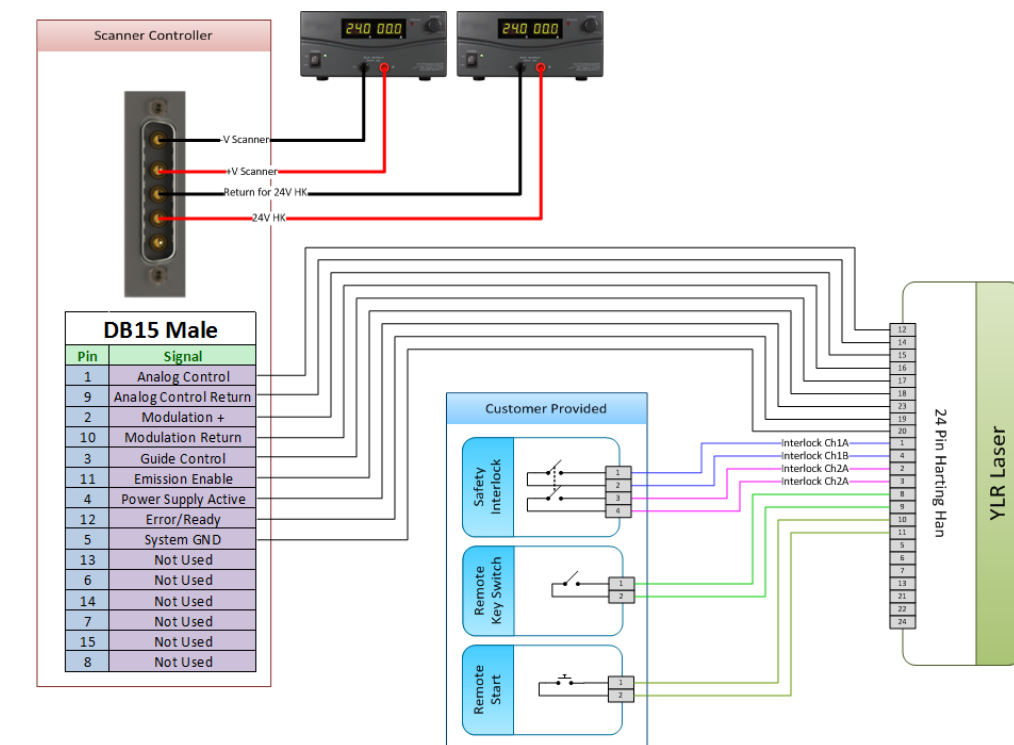 Scanner Controller
24.0 00.0
24.0 00.0
-V Scanner
+V Scanner
Return for 24V HK
24V HK
DB15 Male
Pin Signal
1 Analog Control
9 Analog Control Return
2 Modulation +
10 Modulation Return
3 Guide Control
11 Emission Enable
4 Power Supply Active
12 Error/Ready
5 System GND
13 Not Used
6 Not Used
14 Not Used
7 Not Used
15 Not Used
8 Not Used
Customer Provided
Safety
Interlock
1
2
3
4
Remote
Key Switch
1
2
Remote
Start
1
2
Interlock Ch1A
Interlock Ch1B
Interlock Ch2A
Interlock Ch2A
12
14
15
16
17
18
23
19
20
1
4
2
3
8
9
10
11
5
6
7
13
21
22
24
24 Pin Harting Han
YLR Laser